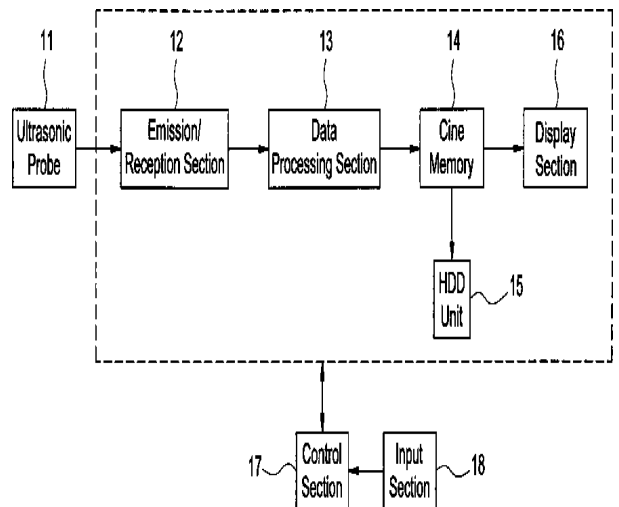 11
12
13
14
16
Ultrasonic
Probe
Emission/
Reception Section
Data
Processing Section
Cine
Memory
Display
Section
HDD
Unit
15
17
Control
Section
Input
Section
18